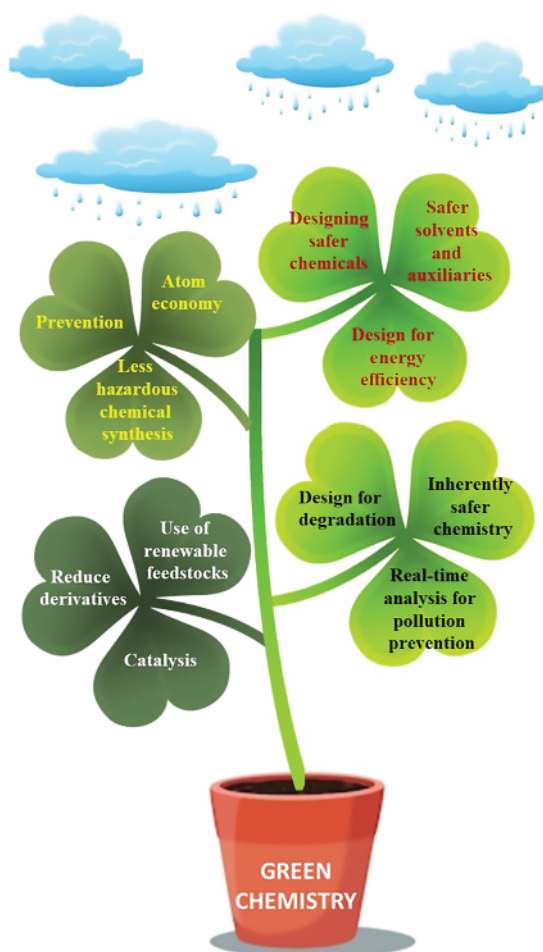 Prevention
Atom
economy
Less
hazardous
chemical
synthesis
Designing
safer
chemicals
Safer
solvents
and
auxiliaries
Design for
energy
efficiency
Reduce
derivatives
Use of
renewable
feedstocks
Catalysis
Design for
degradation
Inherently
safer
chemistry
Real-time
analysis for
pollution
prevention
GREEN
CHEMISTRY